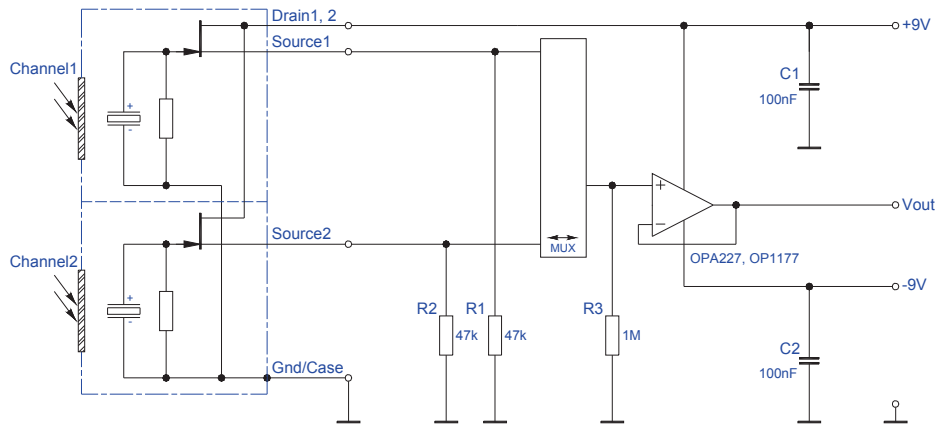 Drain1, 2
+9V
Source1
Channel1
+
-
C1
100nF
+
-
Vout
MUX
OPA227, OP1177
Source2
Channel2
+
-
-9V
R2
47k
R1
47k
R3
1M
C2
100nF
Gnd/Case